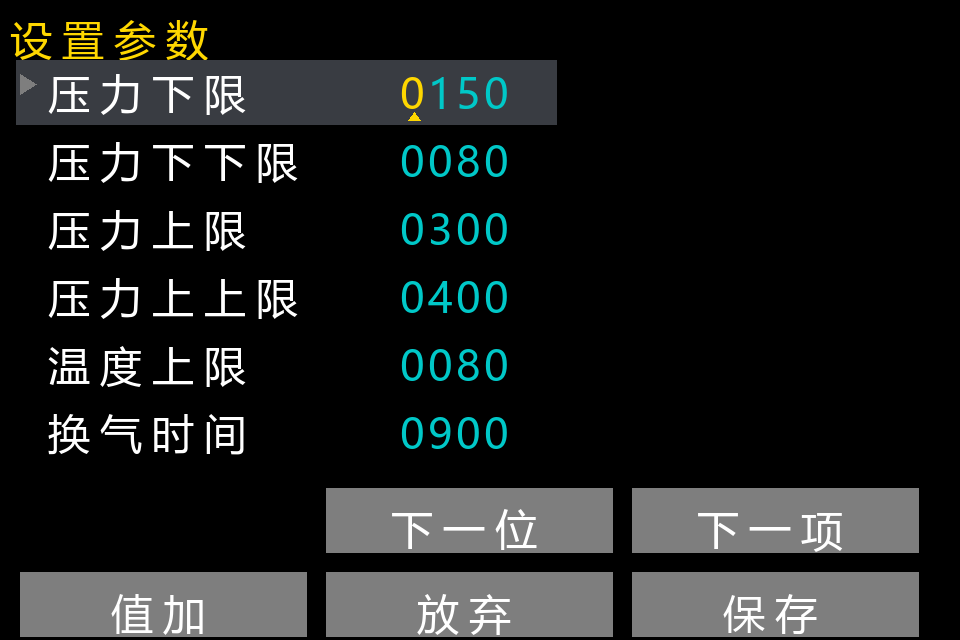 设置参数
压力下限 0150
压力下下限 0080
压力上限 0300
压力上上限 0400
温度上限 0080
换气时间 0900
下一位 下一项
值加 放弃 保存